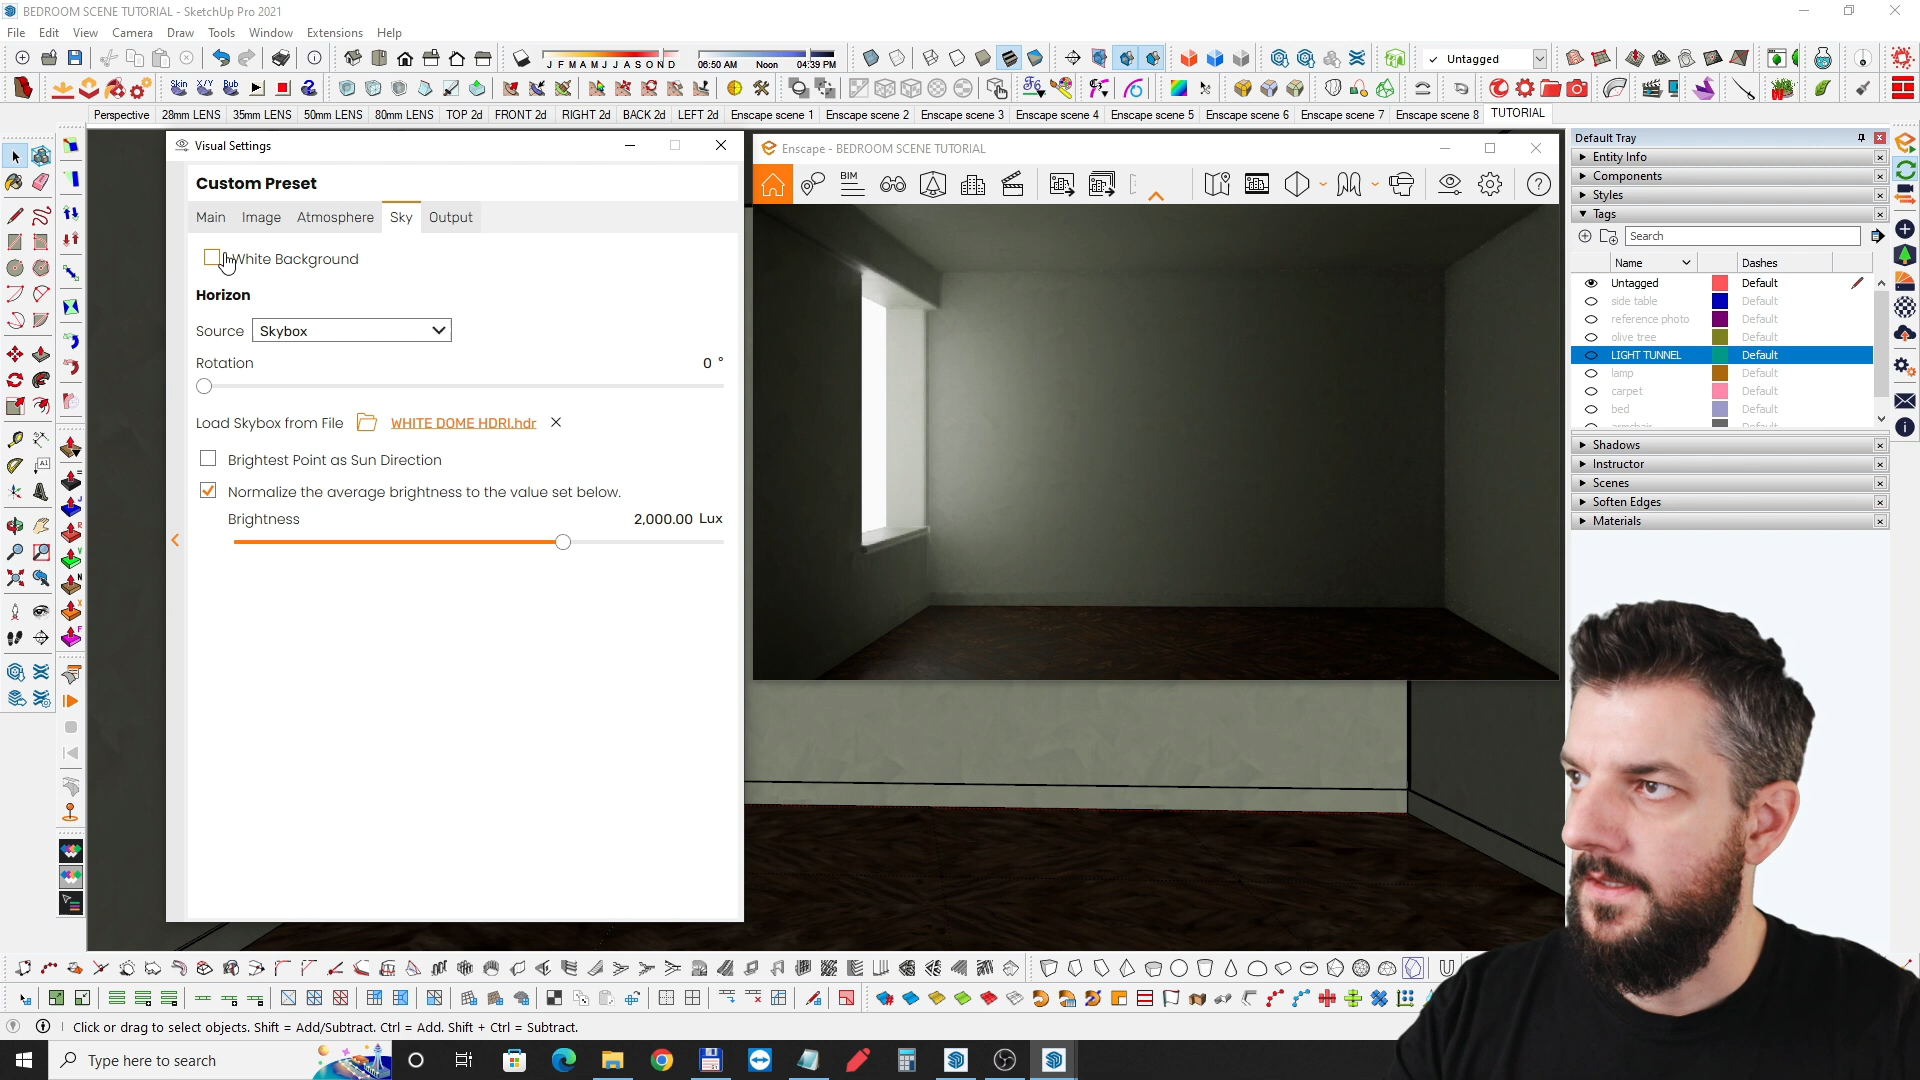 BEDROOM SCENE TUTORIAL - SketchUp Pro 2021
File Edit View Camera Draw Tools Window Extensions Help
J F M A M J J A S O N D 06:50 AM Noon 04:39 PM Untagged
Skin X/Y Bub
Perspective 28mm LENS 35mm LENS 50mm LENS 80mm LENS TOP 2d FRONT 2d RIGHT 2d BACK 2d LEFT 2d Enscape scene 1 Enscape scene 2 Enscape scene 3 Enscape scene 4 Enscape scene 5 Enscape scene 6 Enscape scene 7 Enscape scene 8 TUTORIAL
Visual Settings
Custom Preset
Main Image Atmosphere Sky Output
White Background
Horizon
Source Skybox
Rotation 0 °
Load Skybox from File WHITE DOME HDRI.hdr
Brightest Point as Sun Direction
Normalize the average brightness to the value set below.
Brightness 2,000.00 Lux
Enscape - BEDROOM SCENE TUTORIAL
BIM
Default Tray
Entity Info
Components
Styles
Tags
Search
Name Dashes
Untagged Default
side table Default
reference photo Default
olive tree Default
LIGHT TUNNEL Default
lamp Default
carpet Default
bed Default
armchair Default
Shadows
Instructor
Scenes
Soften Edges
Materials
Click or drag to select objects. Shift = Add/Subtract. Ctrl = Add. Shift + Ctrl = Subtract.
Type here to search